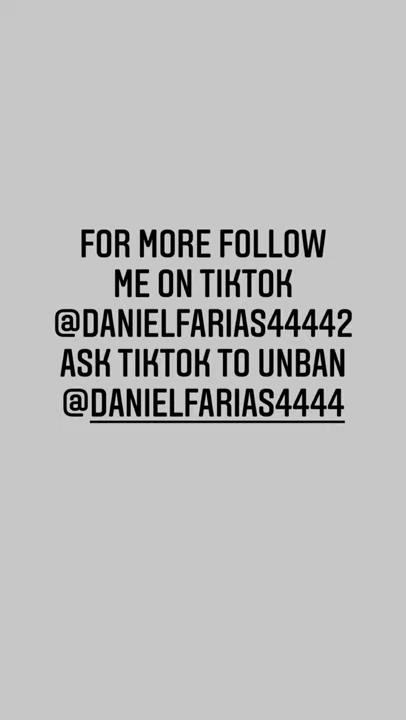 FOR MORE FOLLOW
ME ON TIKTOK
@DANIELFARIAS44442
ASK TIKTOK TO UNBAN
@DANIELFARIAS4444